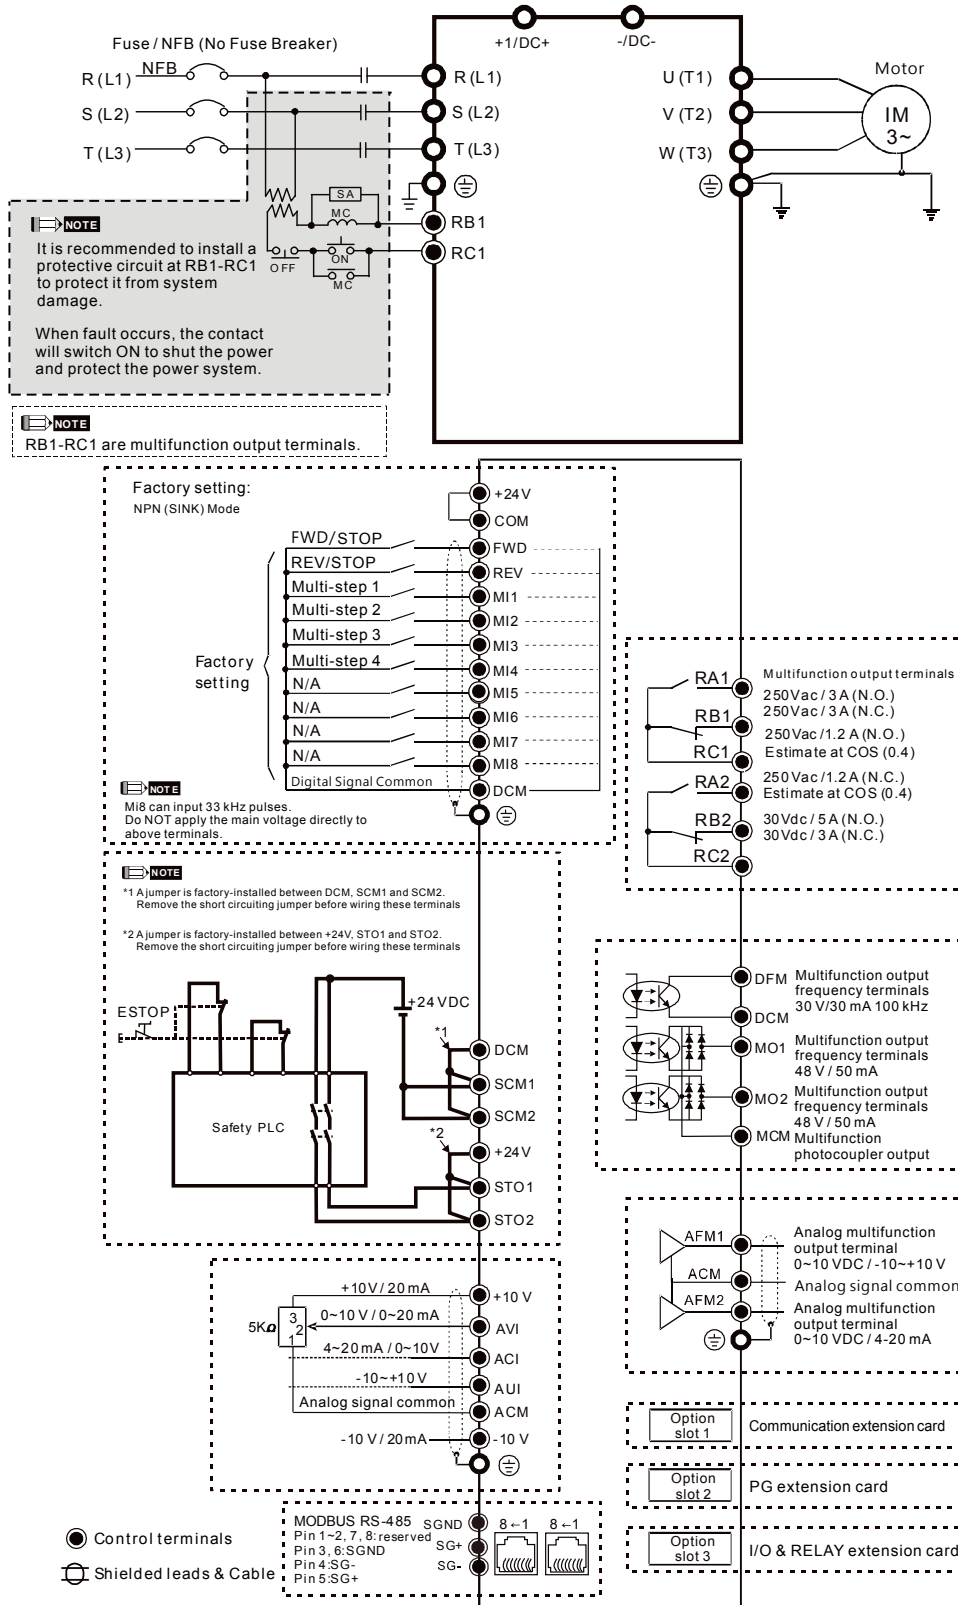 +1/DC+
-/DC-
Fuse / NFB (No Fuse Breaker)
R (L1)
NFB
R (L1)
U (T1)
Motor
S (L2)
S (L2)
V (T2)
IM
3~
T (L3)
T (L3)
W (T3)
SA
MC
RB1
OFF
ON
MC
RC1
NOTE
It is recommended to install a
protective circuit at RB1-RC1
to protect it from system
damage.
When fault occurs, the contact
will switch ON to shut the power
and protect the power system.
NOTE
RB1-RC1 are multifunction output terminals.
Factory setting:
NPN (SINK) Mode
+24V
COM
FWD/STOP
FWD
REV/STOP
REV
Multi-step 1
MI1
Multi-step 2
MI2
Multi-step 3
MI3
Multi-step 4
MI4
Factory
setting
N/A
MI5
N/A
MI6
N/A
MI7
N/A
MI8
Digital Signal Common
DCM
NOTE
Mi8 can input 33 kHz pulses.
Do NOT apply the main voltage directly to
above terminals.
RA1
RB1
RC1
RA2
RB2
RC2
Multifunction output terminals
250Vac / 3 A (N.O.)
250Vac / 3 A (N.C.)
250Vac /1.2 A (N.O.)
Estimate at COS (0.4)
250Vac /1.2 A (N.C.)
Estimate at COS (0.4)
30Vdc / 5 A (N.O.)
30Vdc / 3 A (N.C.)
NOTE
*1 A jumper is factory-installed between DCM, SCM1 and SCM2.
Remove the short circuiting jumper before wiring these terminals
*2 A jumper is factory-installed between +24V, STO1 and STO2.
Remove the short circuiting jumper before wiring these terminals
ESTOP
+24 VDC
*1
DCM
SCM1
SCM2
Safety PLC
*2
+24V
STO1
STO2
DFM
Multifunction output
frequency terminals
30 V/30 mA 100 kHz
DCM
MO1
Multifunction output
frequency terminals
48 V / 50 mA
MO2
Multifunction output
frequency terminals
48 V / 50 mA
MCM
Multifunction
photocoupler output
AFM1
Analog multifunction
output terminal
0~10 VDC / -10~+10 V
ACM
Analog signal common
AFM2
Analog multifunction
output terminal
0~10 VDC / 4-20 mA
+10V / 20 mA
+10 V
5KΩ
3
2
1
0~10 V / 0~20 mA
AVI
4~20 mA / 0~10V
ACI
-10~+10 V
AUI
Analog signal common
ACM
-10 V/ 20mA
-10 V
Option
slot 1
Communication extension card
Option
slot 2
PG extension card
Option
slot 3
I/O & RELAY extension card
MODBUS RS-485
Pin 1~2, 7, 8: reserved
Pin 3, 6:SGND
Pin 4:SG-
Pin 5:SG+
SGND
SG+
SG-
8←1
8←1
Control terminals
Shielded leads & Cable